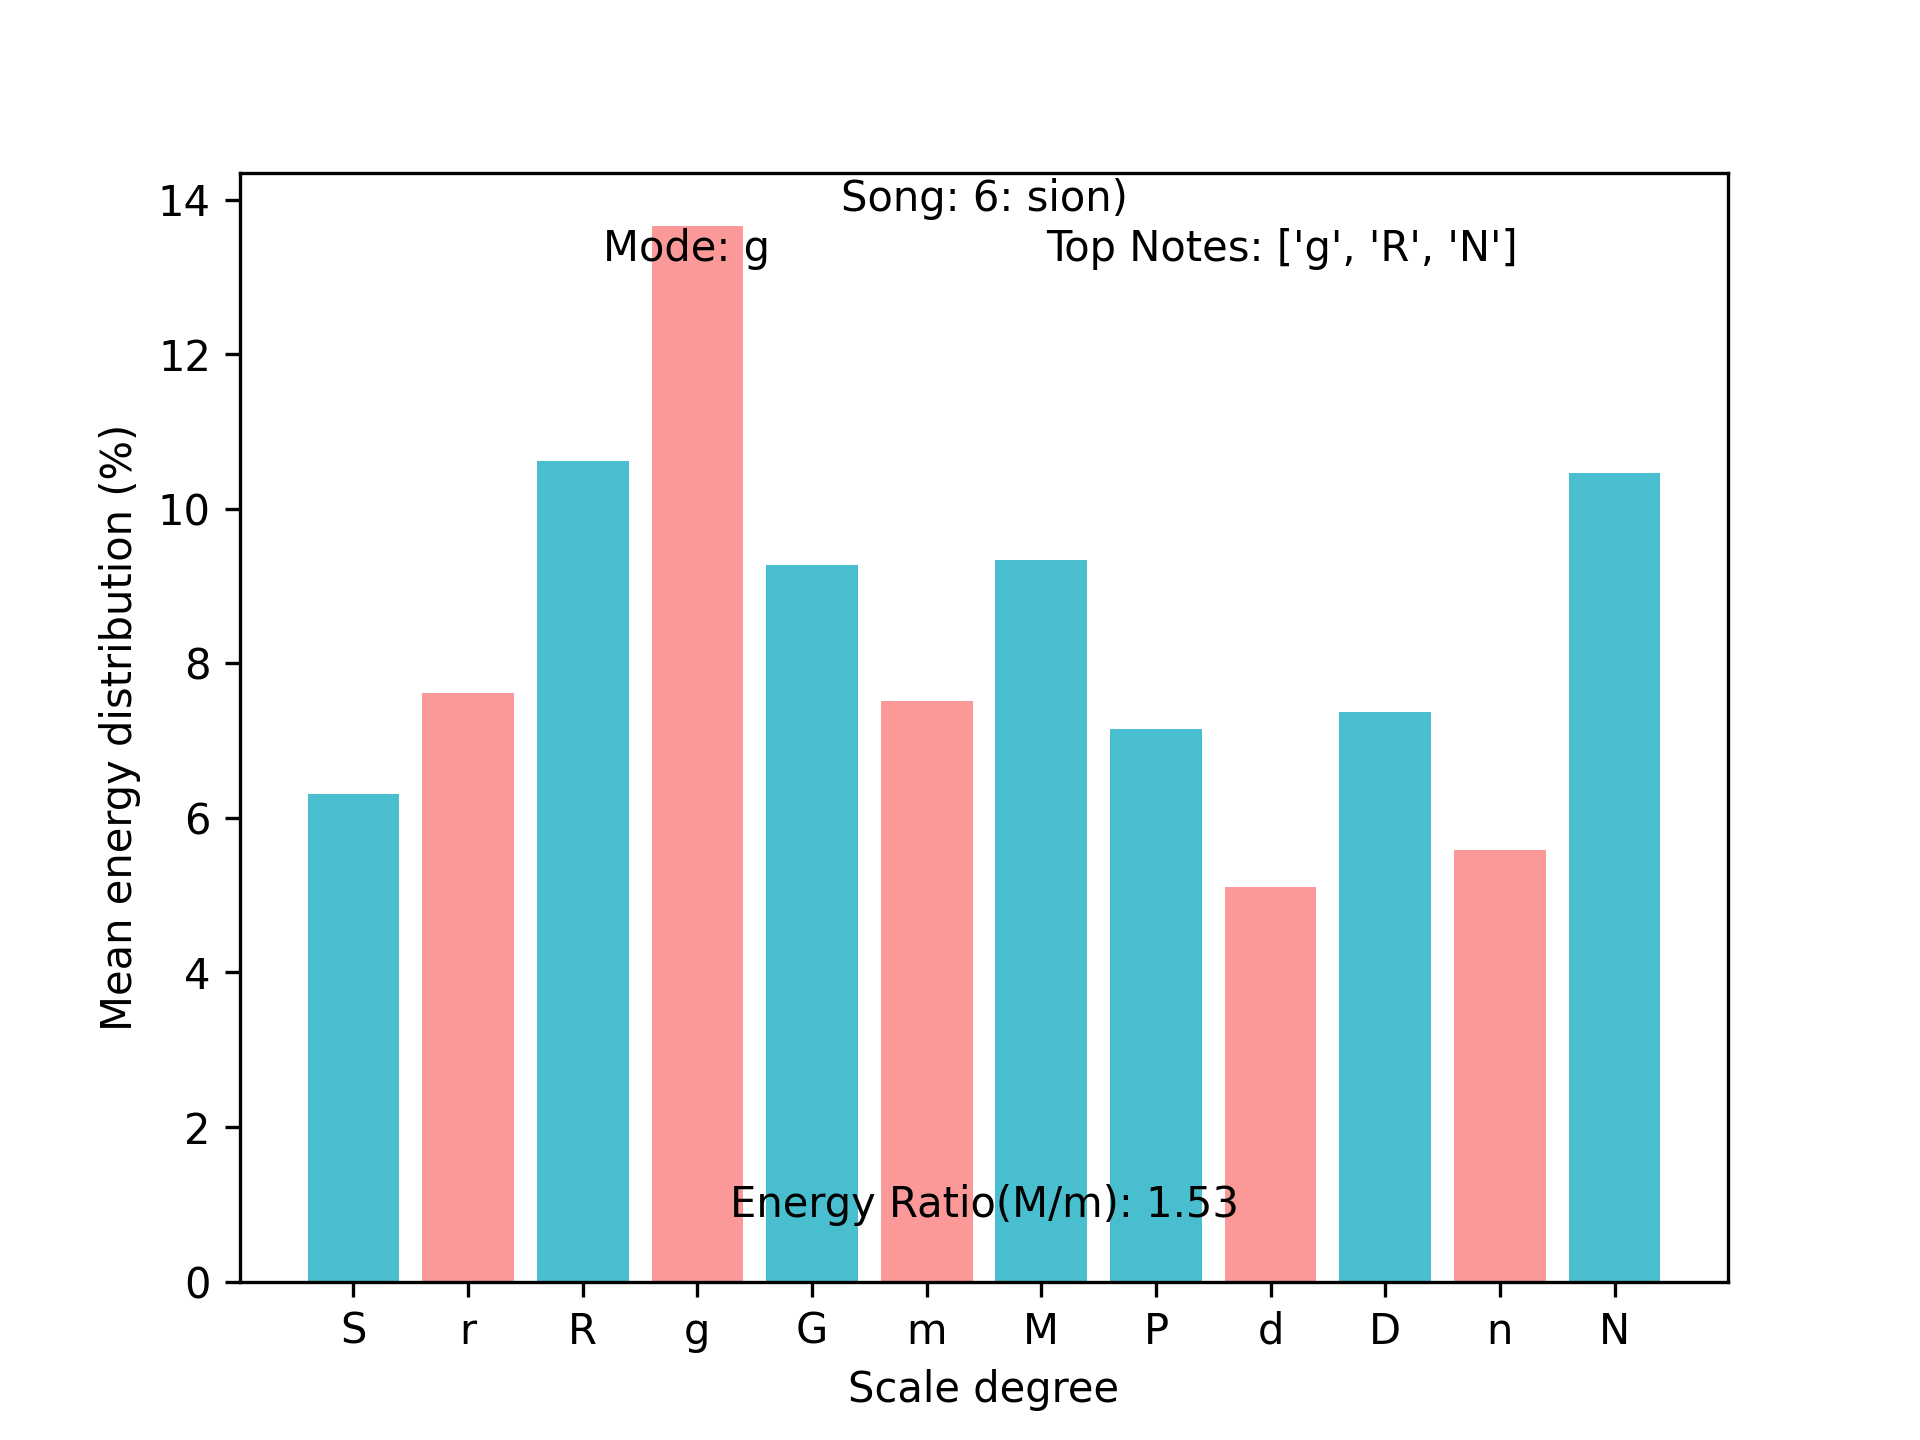 Song: 6: sion)
Mode: g
Top Notes: ['g', 'R', 'N']
14
12
10
8
6
4
2
0
Mean energy distribution (%)
Energy Ratio(M/m): 1.53
S r R g G m M P d D n N
Scale degree